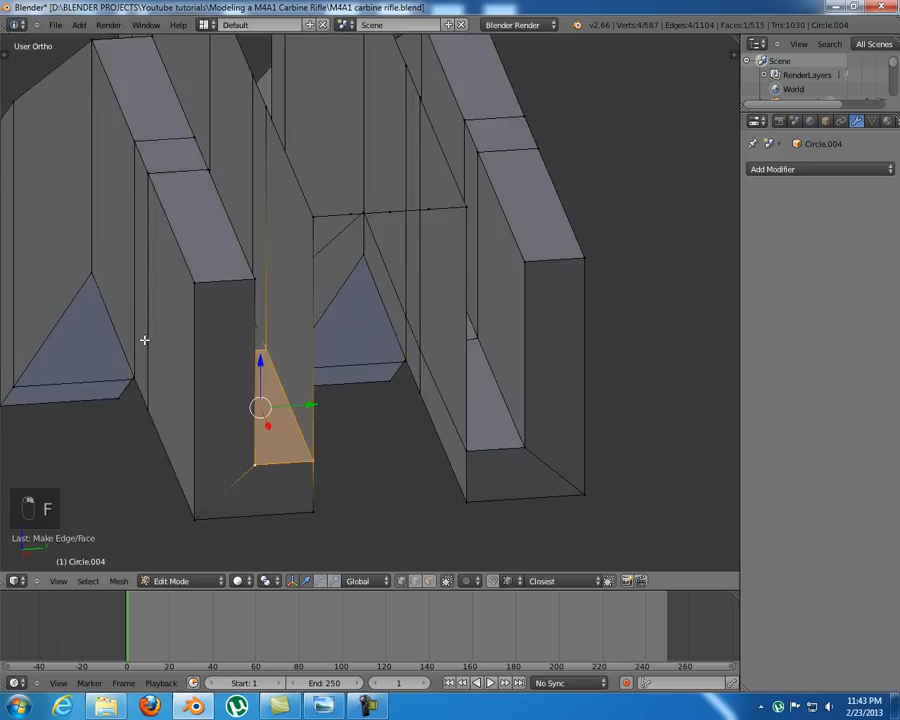 Blender* [D:\BLENDER PROJECTS\Youtube tutorials\Modeling a M4A1 Carbine Rifle\M4A1 carbine rifle.blend]
File Add Render Window Help Default Scene Blender Render v2.66 | Verts:4/587 | Edges:4/1104 | Faces:1/515 | Tris:1030 | Circle.004
User Ortho
View Search All Scenes
Scene
RenderLayers
World
Circle.004
Add Modifier
F
Last: Make Edge/Face
(1) Circle.004
View Select Mesh Edit Mode Global Closest
-40 -20 0 20 40 60 80 100 120 140 160 180 200 220 240 260 280
View Marker Frame Playback Start: 1 End: 250 1 No Sync
11:43 PM
2/23/2013